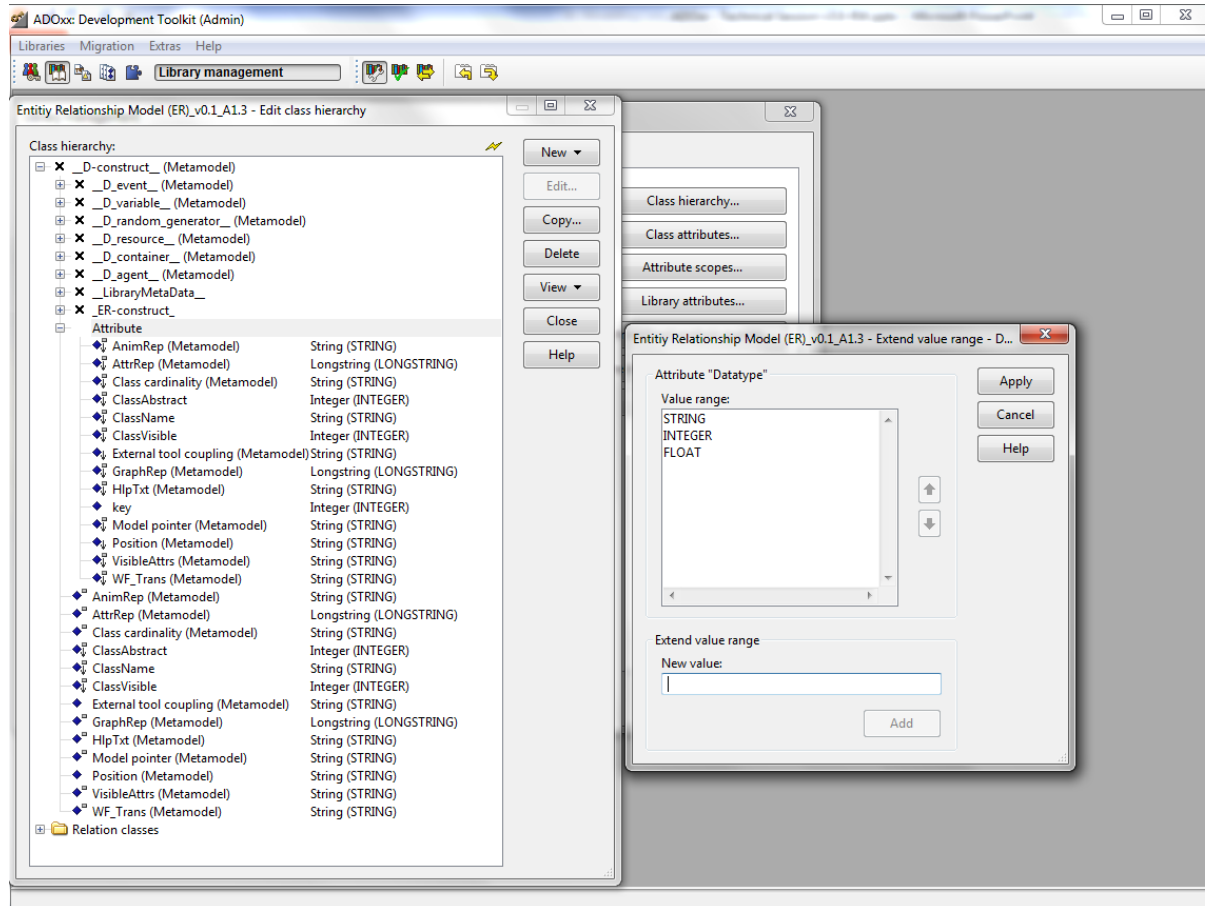 ADOxx: Development Toolkit (Admin)
Libraries Migration Extras Help
Library management
Entitiy Relationship Model (ER)_v0.1_A1.3 - Edit class hierarchy
Class hierarchy:
__D-construct__ (Metamodel)
__D_event__ (Metamodel)
__D_variable__ (Metamodel)
__D_random_generator__ (Metamodel)
__D_resource__ (Metamodel)
__D_container__ (Metamodel)
__D_agent__ (Metamodel)
__LibraryMetaData__
_ER-construct_
Attribute
AnimRep (Metamodel) String (STRING)
AttrRep (Metamodel) Longstring (LONGSTRING)
Class cardinality (Metamodel) String (STRING)
ClassAbstract Integer (INTEGER)
ClassName String (STRING)
ClassVisible Integer (INTEGER)
External tool coupling (Metamodel) String (STRING)
GraphRep (Metamodel) Longstring (LONGSTRING)
HlpTxt (Metamodel) String (STRING)
key Integer (INTEGER)
Model pointer (Metamodel) String (STRING)
Position (Metamodel) String (STRING)
VisibleAttrs (Metamodel) String (STRING)
WF_Trans (Metamodel) String (STRING)
AnimRep (Metamodel) String (STRING)
AttrRep (Metamodel) Longstring (LONGSTRING)
Class cardinality (Metamodel) String (STRING)
ClassAbstract Integer (INTEGER)
ClassName String (STRING)
ClassVisible Integer (INTEGER)
External tool coupling (Metamodel) String (STRING)
GraphRep (Metamodel) Longstring (LONGSTRING)
HlpTxt (Metamodel) String (STRING)
Model pointer (Metamodel) String (STRING)
Position (Metamodel) String (STRING)
VisibleAttrs (Metamodel) String (STRING)
WF_Trans (Metamodel) String (STRING)
Relation classes
New
Edit...
Copy...
Delete
View
Close
Help
Class hierarchy...
Class attributes...
Attribute scopes...
Library attributes...
Entitiy Relationship Model (ER)_v0.1_A1.3 - Extend value range - D...
Attribute "Datatype"
Value range:
STRING
INTEGER
FLOAT
Apply
Cancel
Help
Extend value range
New value:
Add